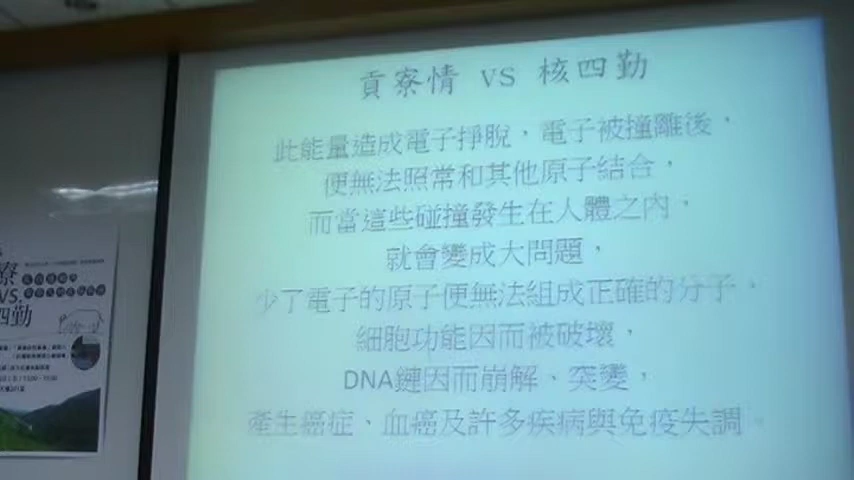 貢寮情 VS 核四勤
此能量造成電子掙脫，電子被撞離後，
便無法照常和其他原子結合，
而當這些碰撞發生在人體之內，
就會變成大問題，
少了電子的原子便無法組成正確的分子，
細胞功能因而被破壞，
DNA鏈因而崩解、突變，
產生癌症、血癌及許多疾病與免疫失調。
寮
VS.
四勤